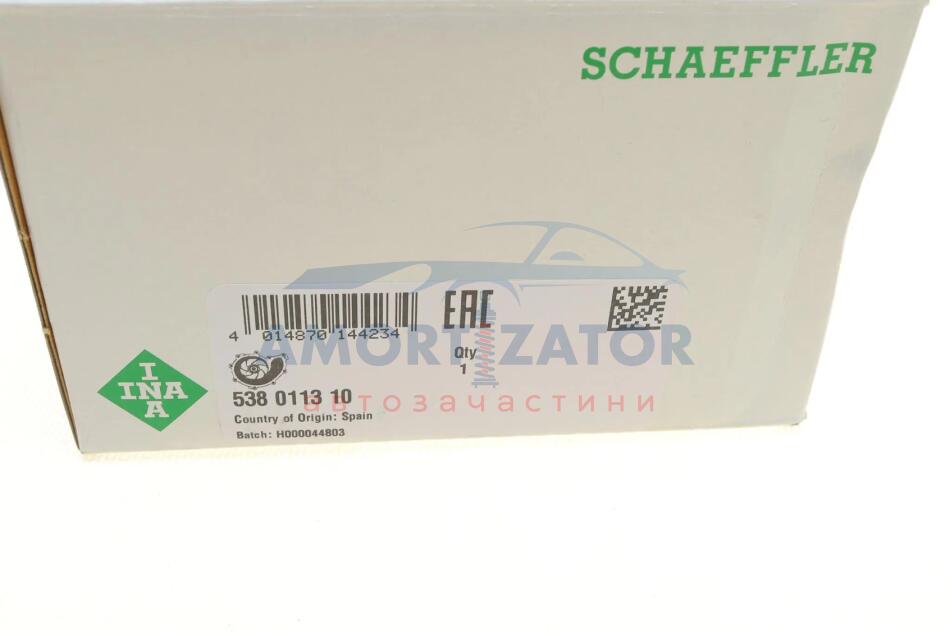 SCHAEFFLER
EAC
4 014870 144234
AMORTIZATOR
Qty
1
INA
INA
538 0113 10
автозачастини
Country of Origin: Spain
Batch: H000044803